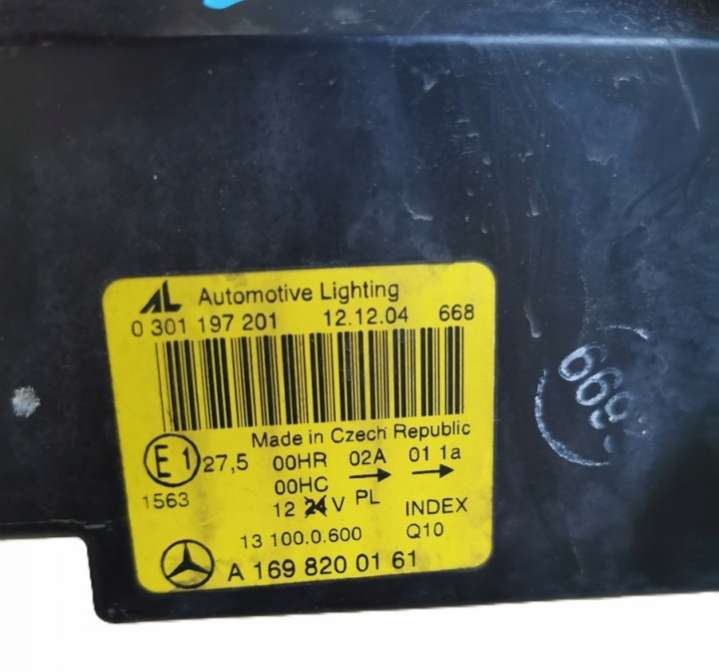 AL Automotive Lighting
0 301 197 201 12.12.04 668
Made in Czech Republic
E1 27,5 00HR 02A 01 1a
1563 00HC → →
12 24 V PL INDEX
13 100.0.600 Q10
A 169 820 01 61